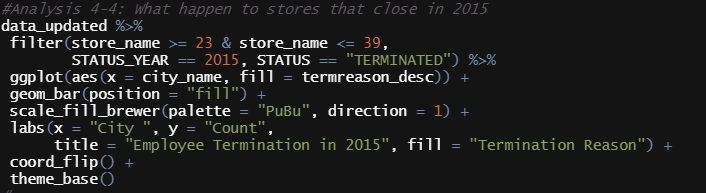 #Analysis 4-4: What happen to stores that close in 2015
data_updated %>%
filter(store_name >= 23 & store_name <= 39,
STATUS_YEAR == 2015, STATUS == "TERMINATED") %>%
ggplot(aes(x = city_name, fill = termreason_desc)) +
geom_bar(position = "fill") +
scale_fill_brewer(palette = "PuBu", direction = 1) +
labs(x = "City ", y = "Count",
title = "Employee Termination in 2015", fill = "Termination Reason") +
coord_flip() +
theme_base()